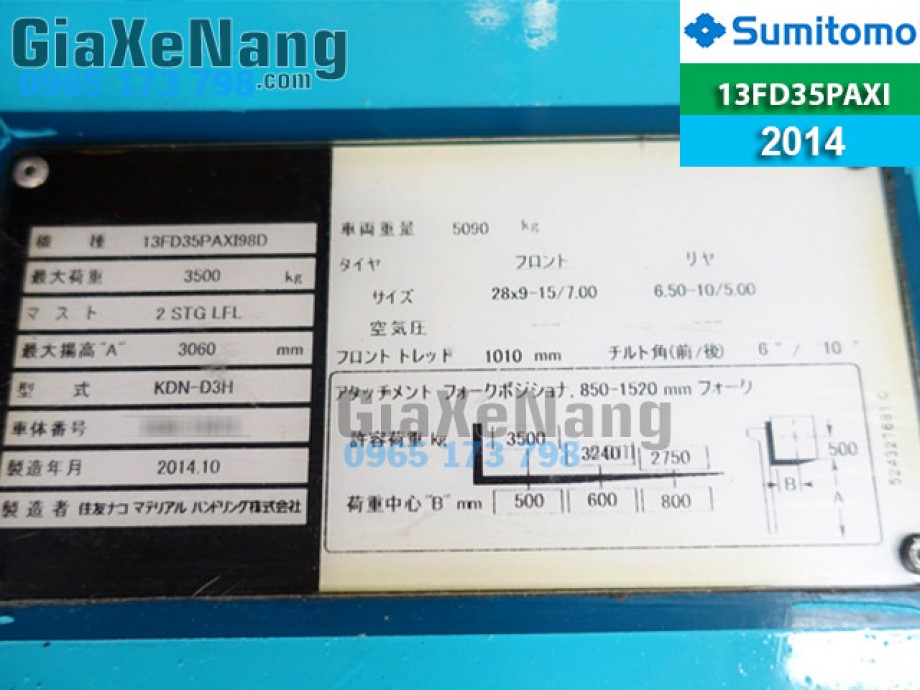 GiaXeNang
.com
0965 173 798
Sumitomo
13FD35PAXI
2014
機 種 13FD35PAXI98D
最大荷重 3500 kg
マスト 2 STG LFL
最大揚高"A" 3060 mm
型 式 KDN-D3H
車体番号
製造年月 2014.10
製造者 住友ナコ マテリアル ハンドリング株式会社
車両重量 5090 kg
タイヤ フロント リヤ
サイズ 28x9-15/7.00 6.50-10/5.00
空気圧 --- ---
フロント トレッド 1010 mm チルト角(前/後) 6°/ 10°
アタッチメント フォークポジショナ, 850-1520 mm フォーク
GiaXeNang
.com
0965 173 798
許容荷重 kg 3500 3240 2750
荷重中心"B" mm 500 600 800
500
B
A
524327681